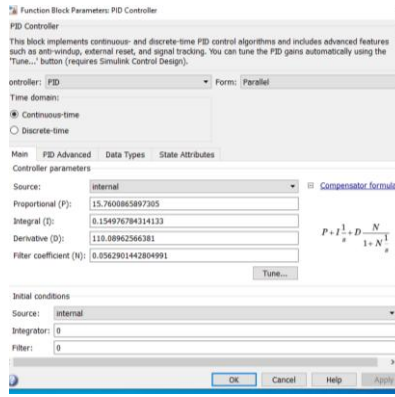 Function Block Parameters: PID Controller
PID Controller
This block implements continuous- and discrete-time PID control algorithms and includes advanced features
such as anti-windup, external reset, and signal tracking. You can tune the PID gains automatically using the
'Tune...' button (requires Simulink Control Design).
ontroller: PID Form: Parallel
Time domain:
Continuous-time
Discrete-time
Main PID Advanced Data Types State Attributes
Controller parameters
Source: internal Compensator formula
Proportional (P): 15.7600865897305
Integral (I): 0.154976784314133
Derivative (D): 110.08962566381
Filter coefficient (N): 0.0562901442804991
P+I 1/s +D N/(1+N 1/s)
Tune...
Initial conditions
Source: internal
Integrator: 0
Filter: 0
OK Cancel Help Apply